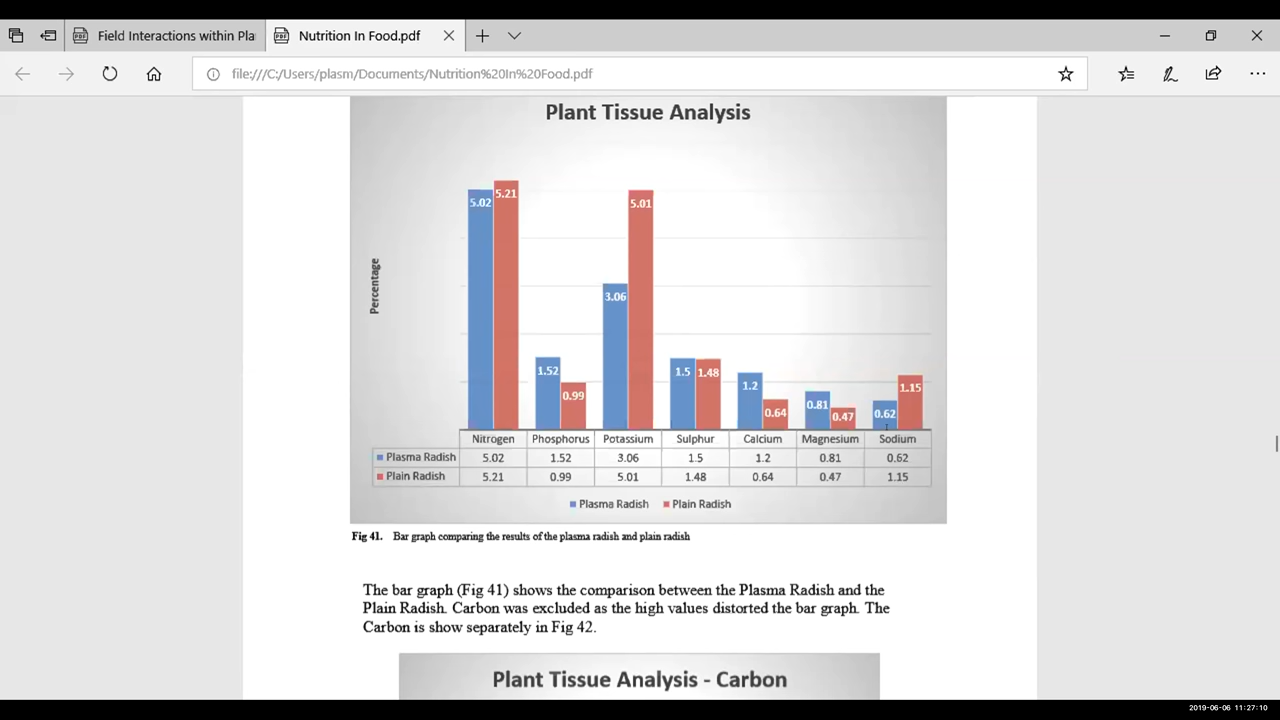 Field Interactions within Pla
Nutrition In Food.pdf
file:///C:/Users/plasm/Documents/Nutrition%20In%20Food.pdf
Plant Tissue Analysis
Percentage
5.02 5.21 1.52 0.99 3.06 5.01 1.5 1.48 1.2 0.64 0.81 0.47 0.62 1.15
Nitrogen Phosphorus Potassium Sulphur Calcium Magnesium Sodium
Plasma Radish 5.02 1.52 3.06 1.5 1.2 0.81 0.62
Plain Radish 5.21 0.99 5.01 1.48 0.64 0.47 1.15
Plasma Radish Plain Radish
Fig 41. Bar graph comparing the results of the plasma radish and plain radish
The bar graph (Fig 41) shows the comparison between the Plasma Radish and the
Plain Radish. Carbon was excluded as the high values distorted the bar graph. The
Carbon is show separately in Fig 42.
Plant Tissue Analysis - Carbon
2019-06-06 11:27:10